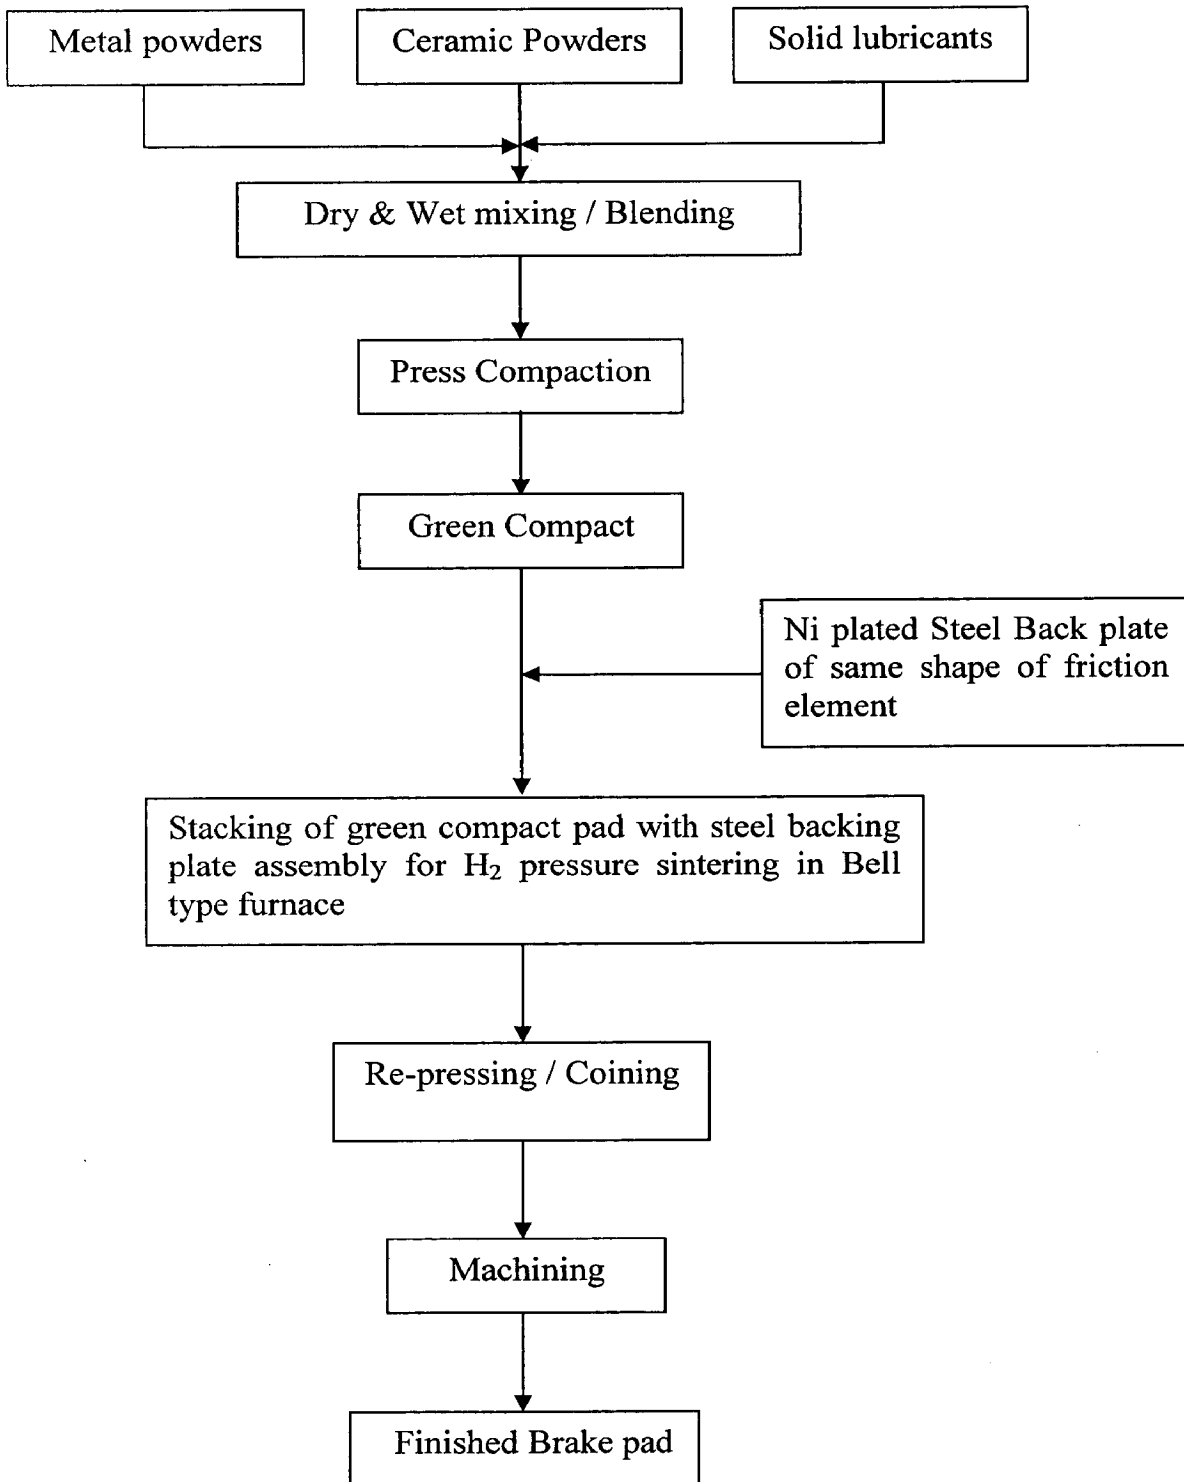 Metal powders
Ceramic Powders
Solid lubricants
Dry & Wet mixing / Blending
Press Compaction
Green Compact
Ni plated Steel Back plate
of same shape of friction
element
Stacking of green compact pad with steel backing
plate assembly for H₂ pressure sintering in Bell
type furnace
Re-pressing / Coining
Machining
Finished Brake pad